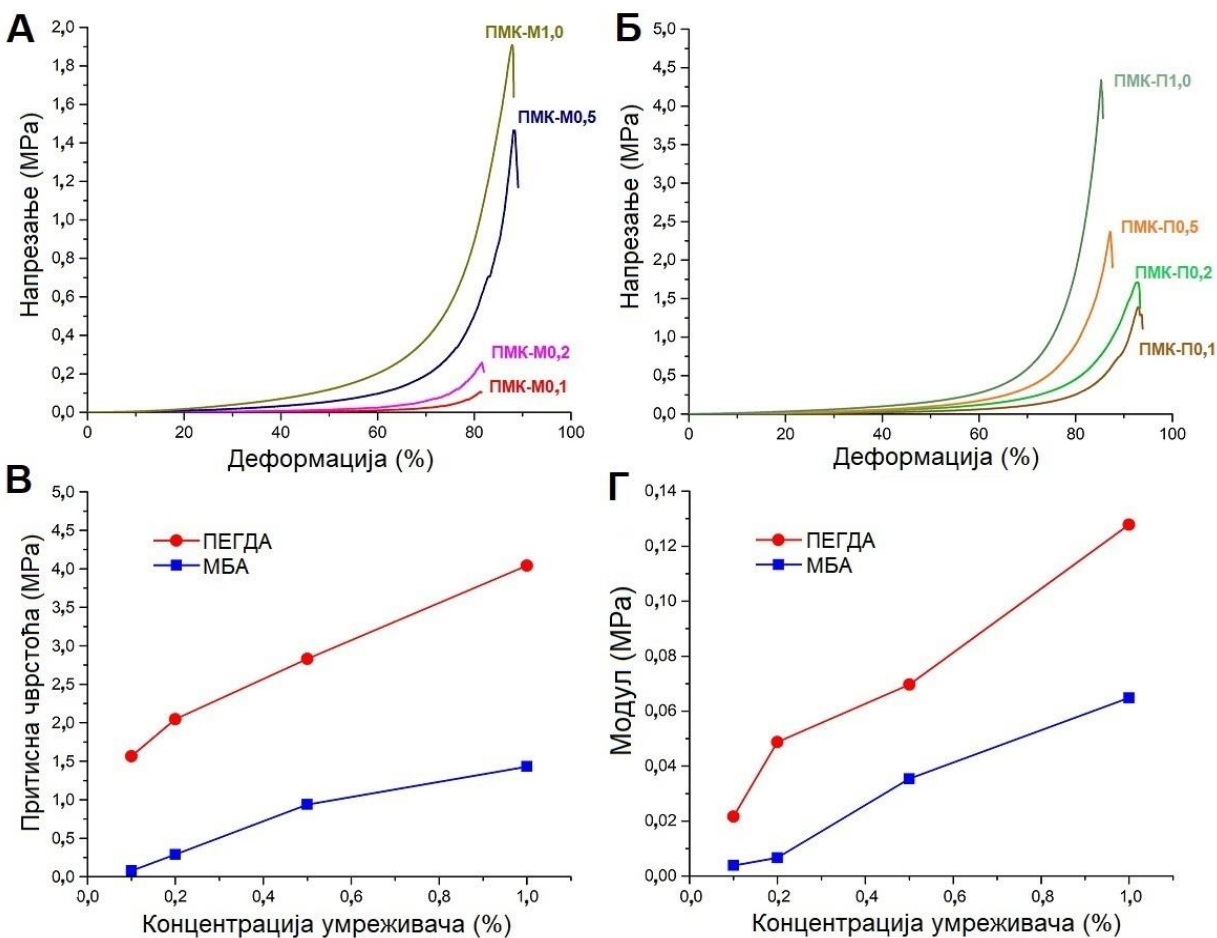 А
Напрезање (MPa)
2,0
1,8
1,6
1,4
1,2
1,0
0,8
0,6
0,4
0,2
0,0
ПМК-М1,0
ПМК-М0,5
ПМК-М0,2
ПМК-М0,1
0
20
40
60
80
100
Деформација (%)
Б
Напрезање (MPa)
5,0
4,5
4,0
3,5
3,0
2,5
2,0
1,5
1,0
0,5
0,0
ПМК-П1,0
ПМК-П0,5
ПМК-П0,2
ПМК-П0,1
0
20
40
60
80
100
Деформација (%)
В
Притисна чврстоћа (MPa)
5,0
4,5
4,0
3,5
3,0
2,5
2,0
1,5
1,0
0,5
0,0
ПЕГДА
МБА
0,0
0,2
0,4
0,6
0,8
1,0
Концентрација умреживача (%)
Г
Модул (MPa)
0,14
0,12
0,10
0,08
0,06
0,04
0,02
0,00
ПЕГДА
МБА
0,0
0,2
0,4
0,6
0,8
1,0
Концентрација умреживача (%)